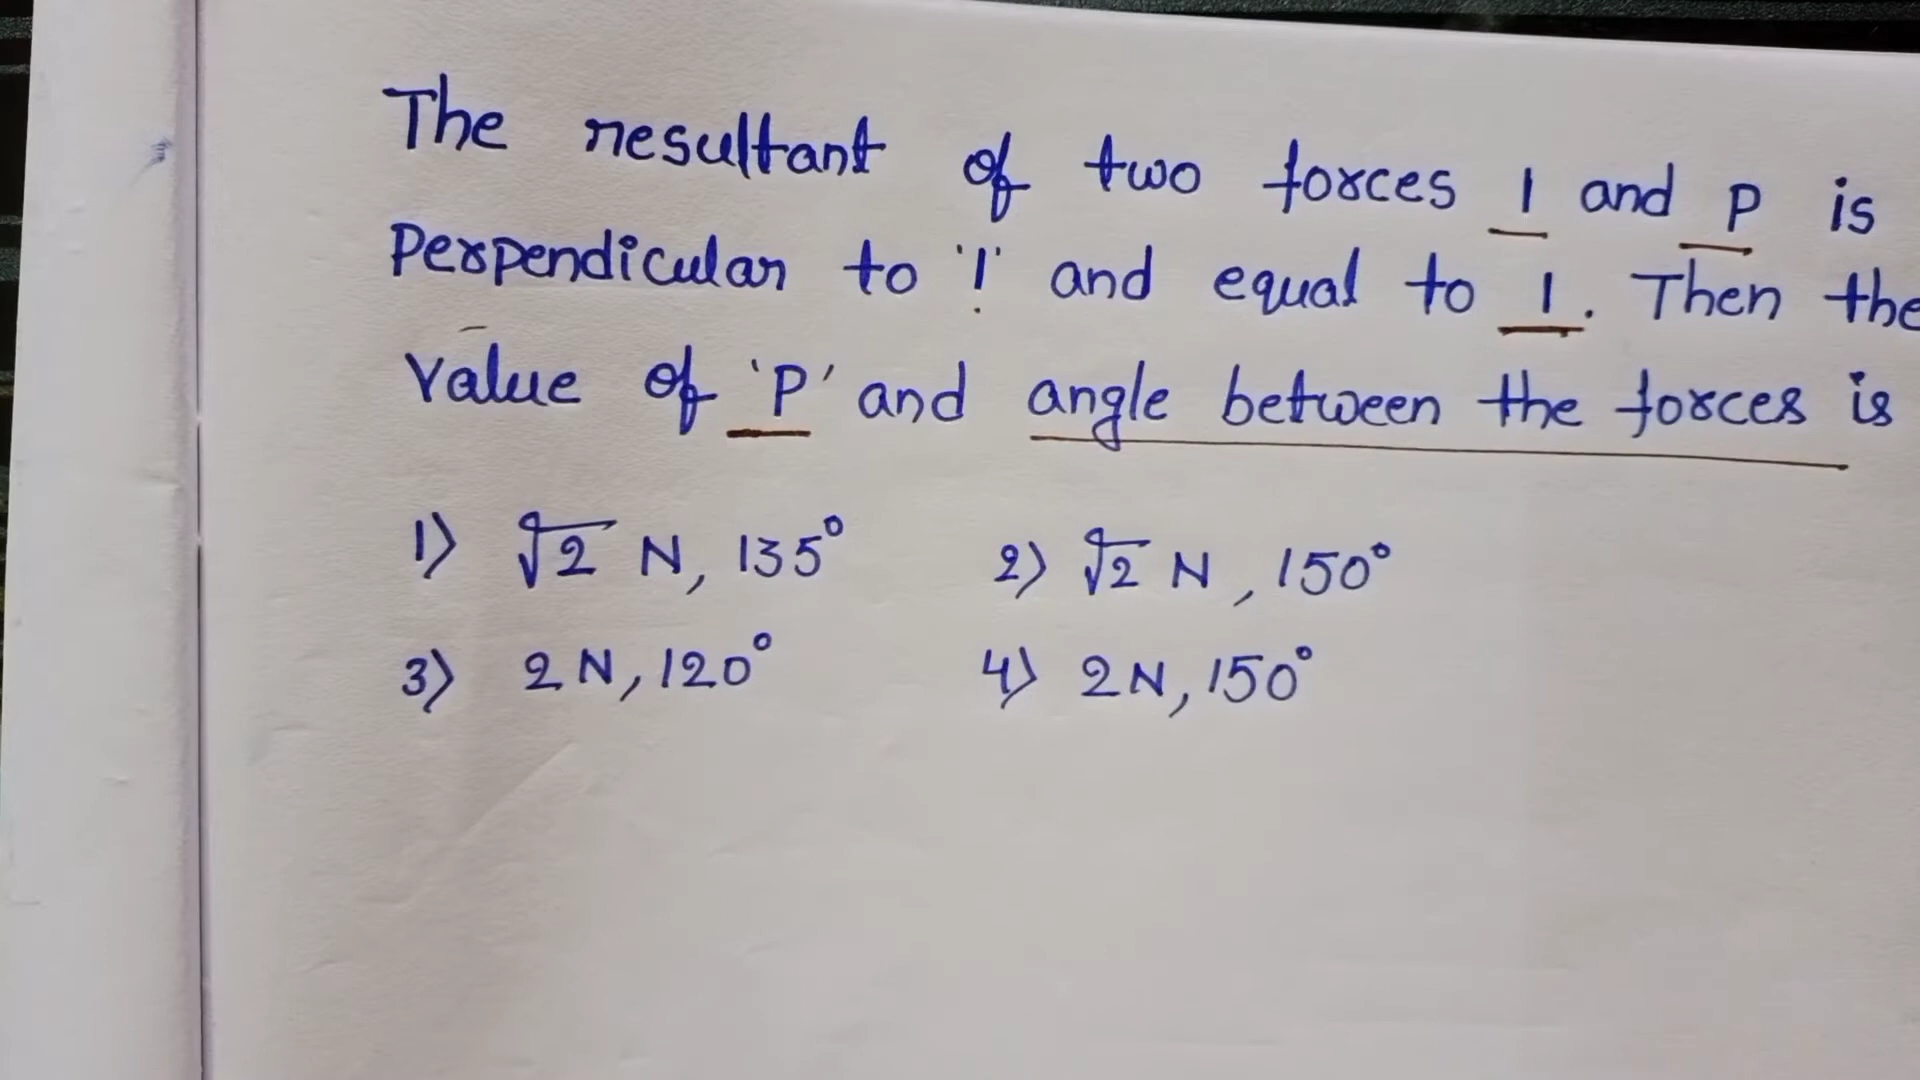 The resultant of two forces 1 and P is
Perpendicular to '1' and equal to 1. Then the
Value of 'P' and angle between the forces is
1) √2 N, 135° 2) √2 N, 150°
3) 2N, 120° 4) 2N, 150°